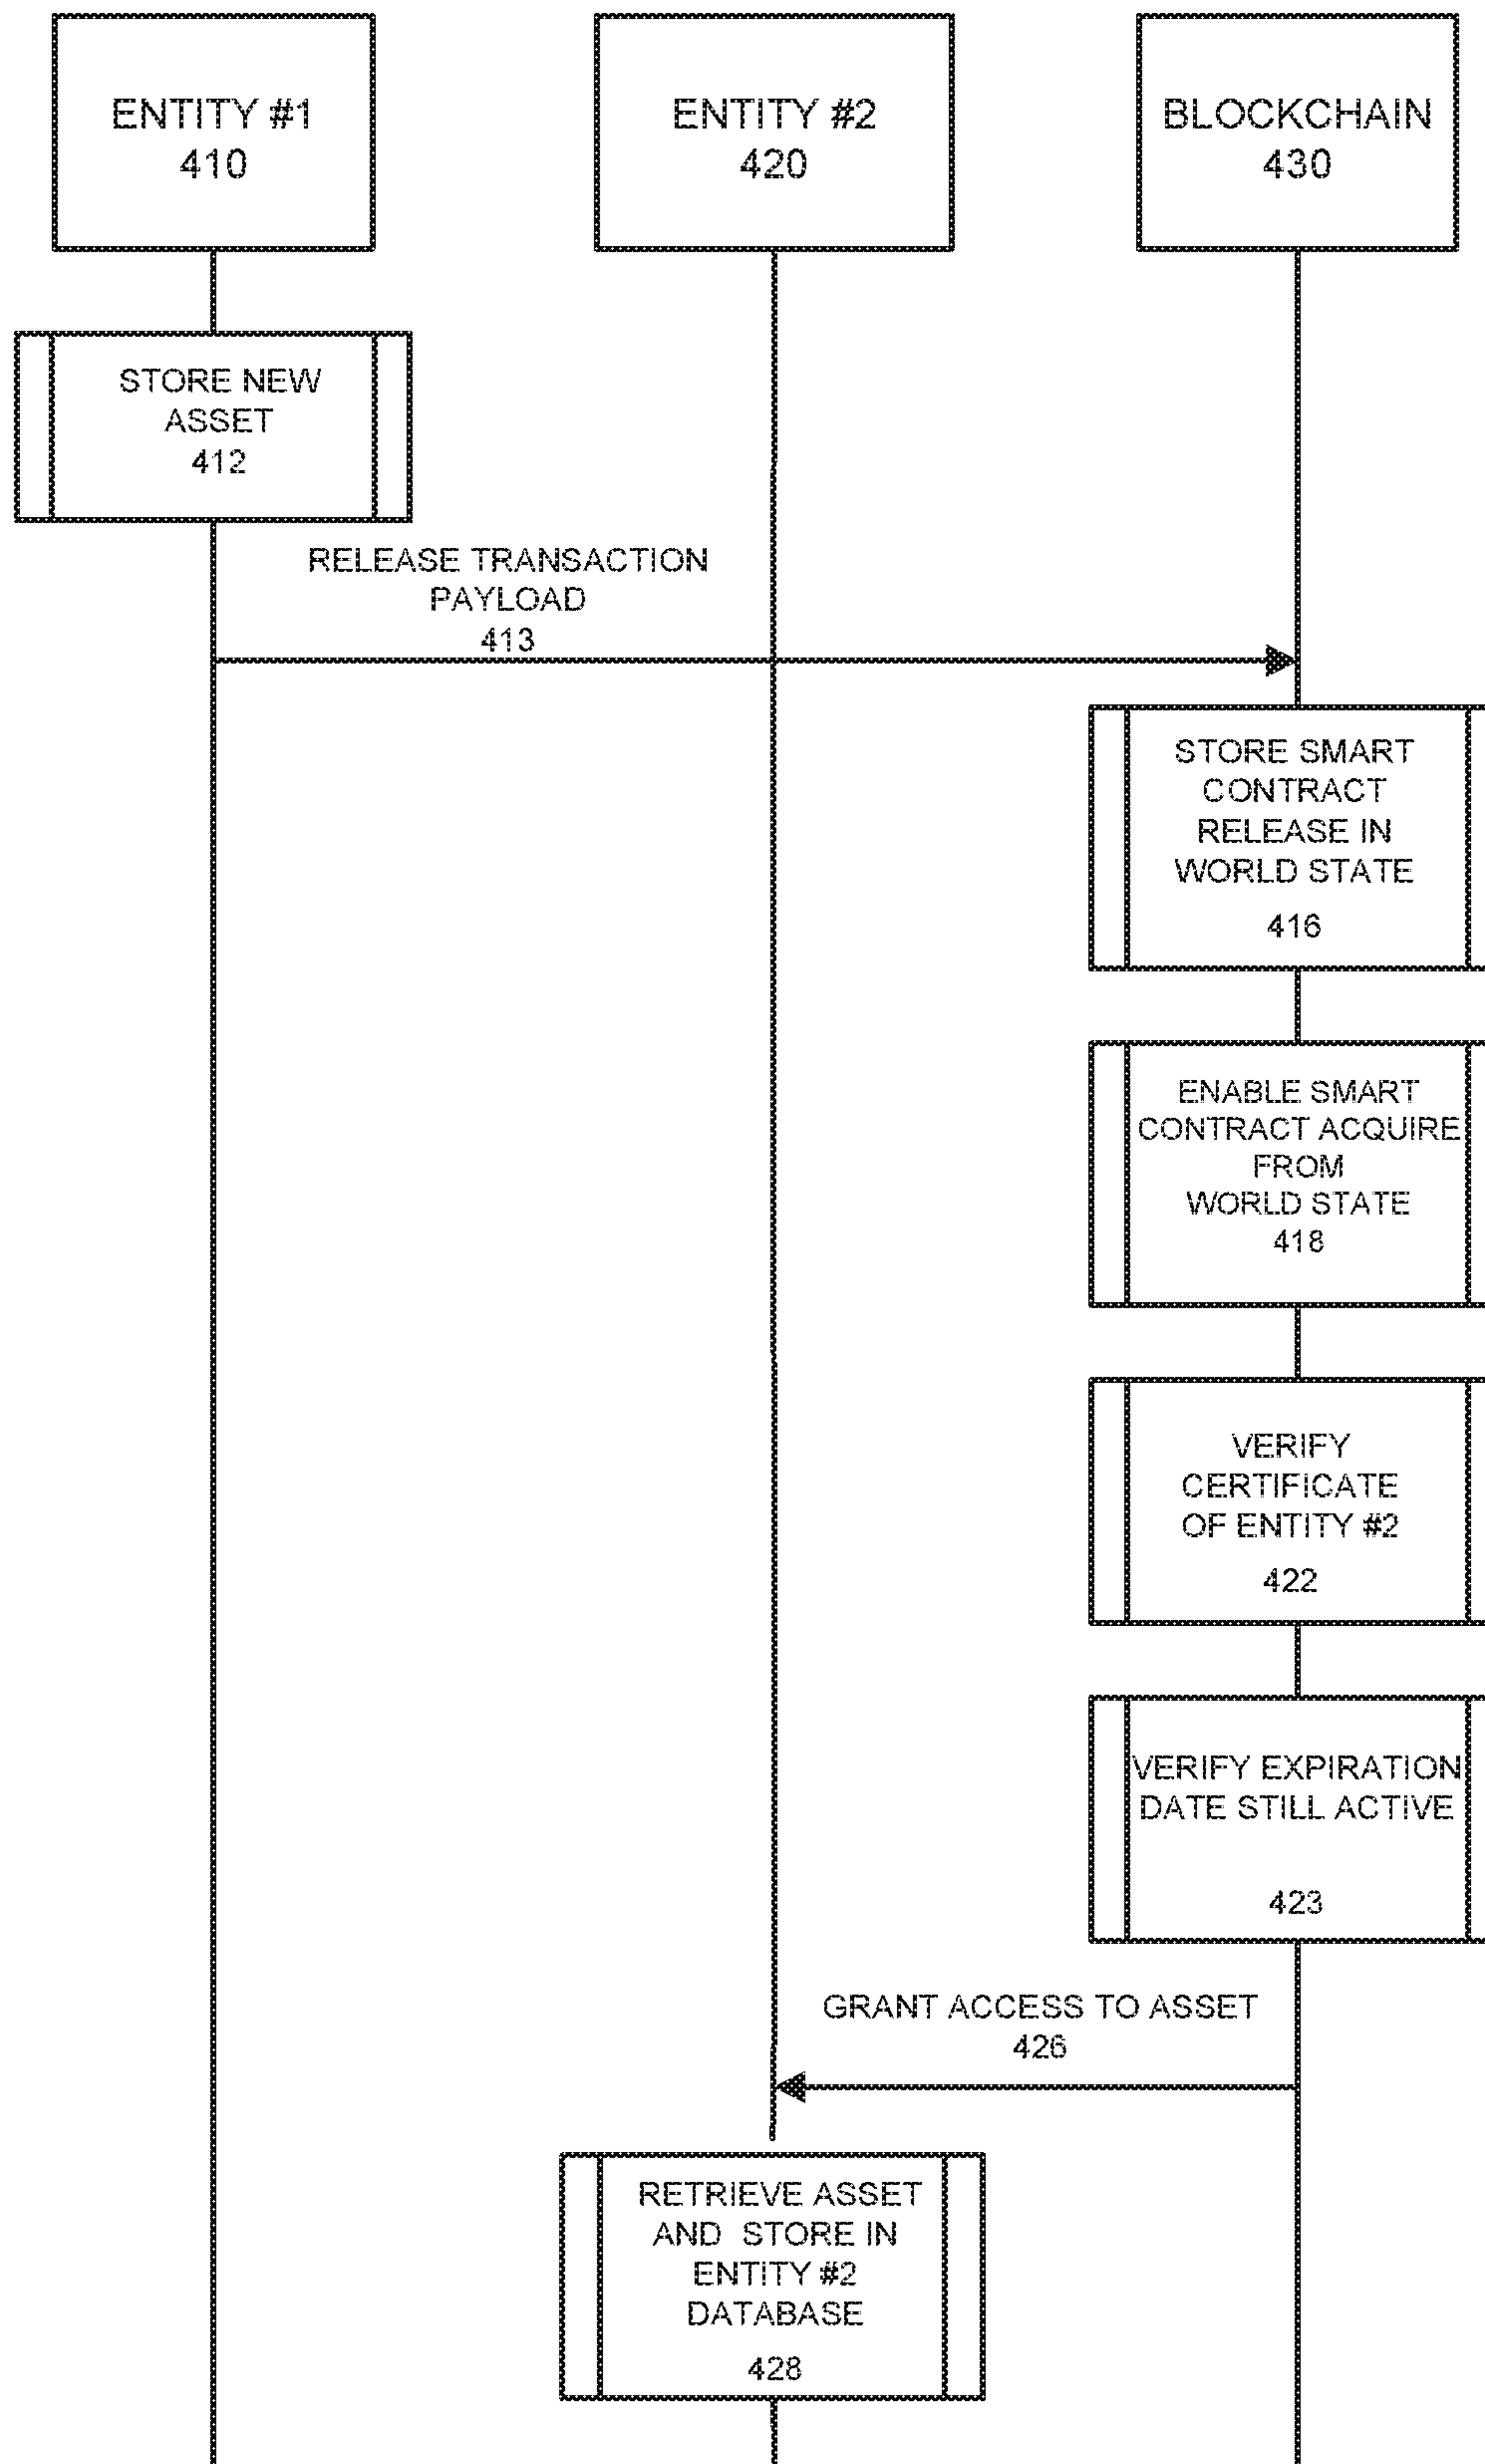 ENTITY #1
410
ENTITY #2
420
BLOCKCHAIN
430
STORE NEW
ASSET
412
RELEASE TRANSACTION
PAYLOAD
413
STORE SMART
CONTRACT
RELEASE IN
WORLD STATE
416
ENABLE SMART
CONTRACT ACQUIRE
FROM
WORLD STATE
418
VERIFY
CERTIFICATE
OF ENTITY #2
422
VERIFY EXPIRATION
DATE STILL ACTIVE
423
GRANT ACCESS TO ASSET
426
RETRIEVE ASSET
AND STORE IN
ENTITY #2
DATABASE
428